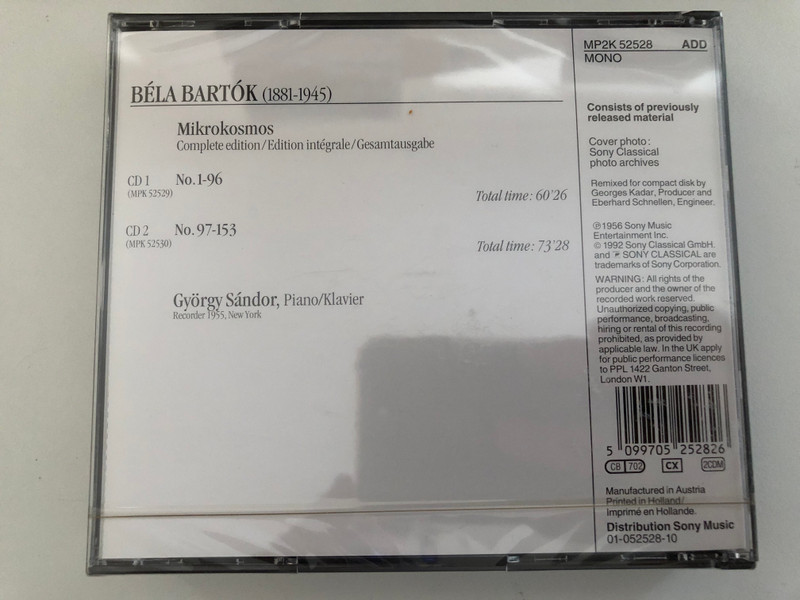 BÉLA BARTÓK (1881-1945)
Mikrokosmos
Complete edition/Edition intégrale/Gesamtausgabe
CD 1 No. 1-96
(MPK 52529)
Total time: 60'26
CD 2 No. 97-153
(MPK 52530)
Total time: 73'28
György Sándor, Piano/Klavier
Recorder 1955, New York
MP2K 52528 ADD
MONO
Consists of previously
released material
Cover photo:
Sony Classical
photo archives
Remixed for compact disk by
Georges Kadar, Producer and
Eberhard Schnellen, Engineer.
℗1956 Sony Music
Entertainment Inc.
© 1992 Sony Classical GmbH.
and SONY CLASSICAL are
trademarks of Sony Corporation.
WARNING: All rights of the
producer and the owner of the
recorded work reserved.
Unauthorized copying, public
performance, broadcasting,
hiring or rental of this recording
prohibited, as provided by
applicable law. In the UK apply
for public performance licences
to PPL 1422 Ganton Street,
London W1.
5 099705 252826
CB 702 CX 2CDM
Manufactured in Austria
Printed in Holland/
Imprimé en Hollande.
Distribution Sony Music
01-052528-10